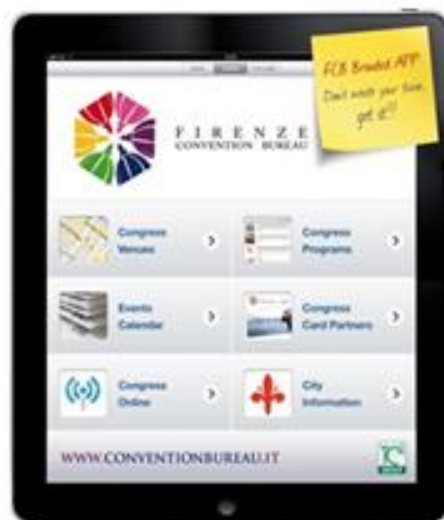 FCB Branded APP
Don't waste your time,
get it!!
FIRENZE
CONVENTION BUREAU
Congress
Venues
Congress
Programs
Events
Calendar
Congress
Card Partners
Congress
Online
City
Information
WWW.CONVENTIONBUREAU.IT